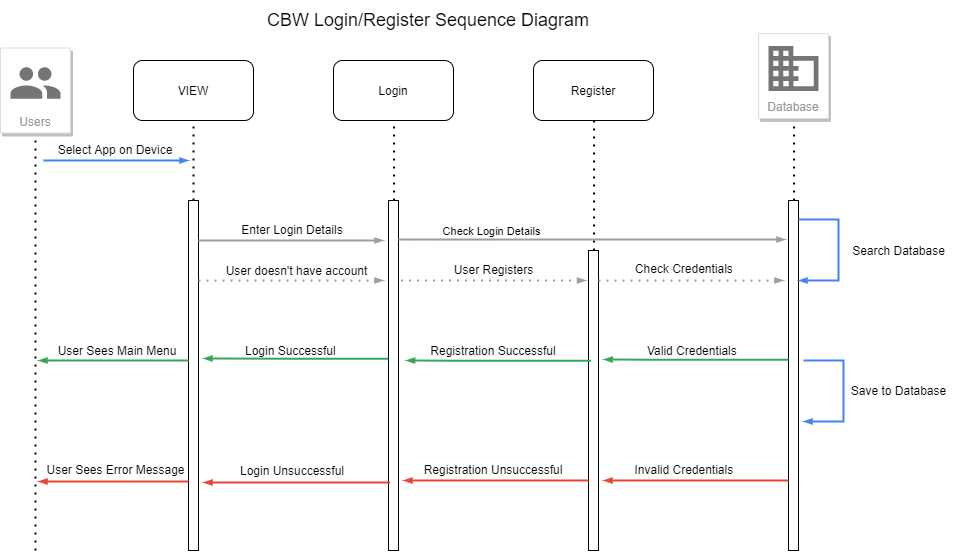 CBW Login/Register Sequence Diagram
Users
VIEW
Login
Register
Database
Select App on Device
Enter Login Details
Check Login Details
Search Database
User doesn't have account
User Registers
Check Credentials
User Sees Main Menu
Login Successful
Registration Successful
Valid Credentials
Save to Database
User Sees Error Message
Login Unsuccessful
Registration Unsuccessful
Invalid Credentials